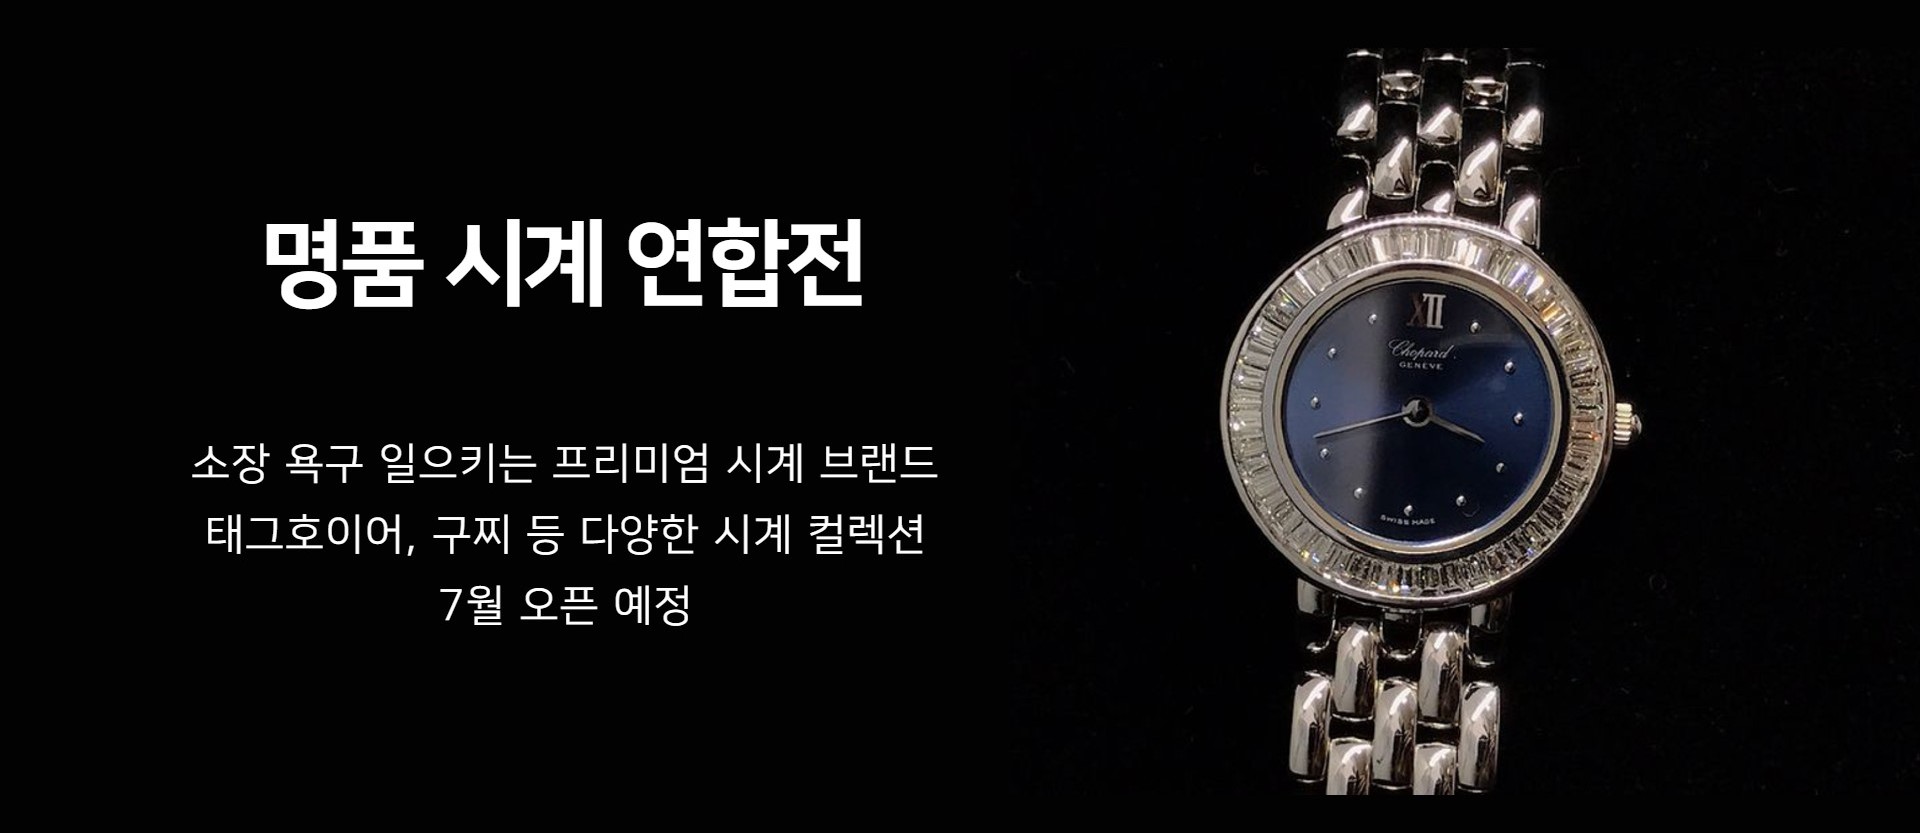 명품 시계 연합전
소장 욕구 일으키는 프리미엄 시계 브랜드
태그호이어, 구찌 등 다양한 시계 컬렉션
7월 오픈 예정
XII
Chopard
GENEVE
SWISS MADE